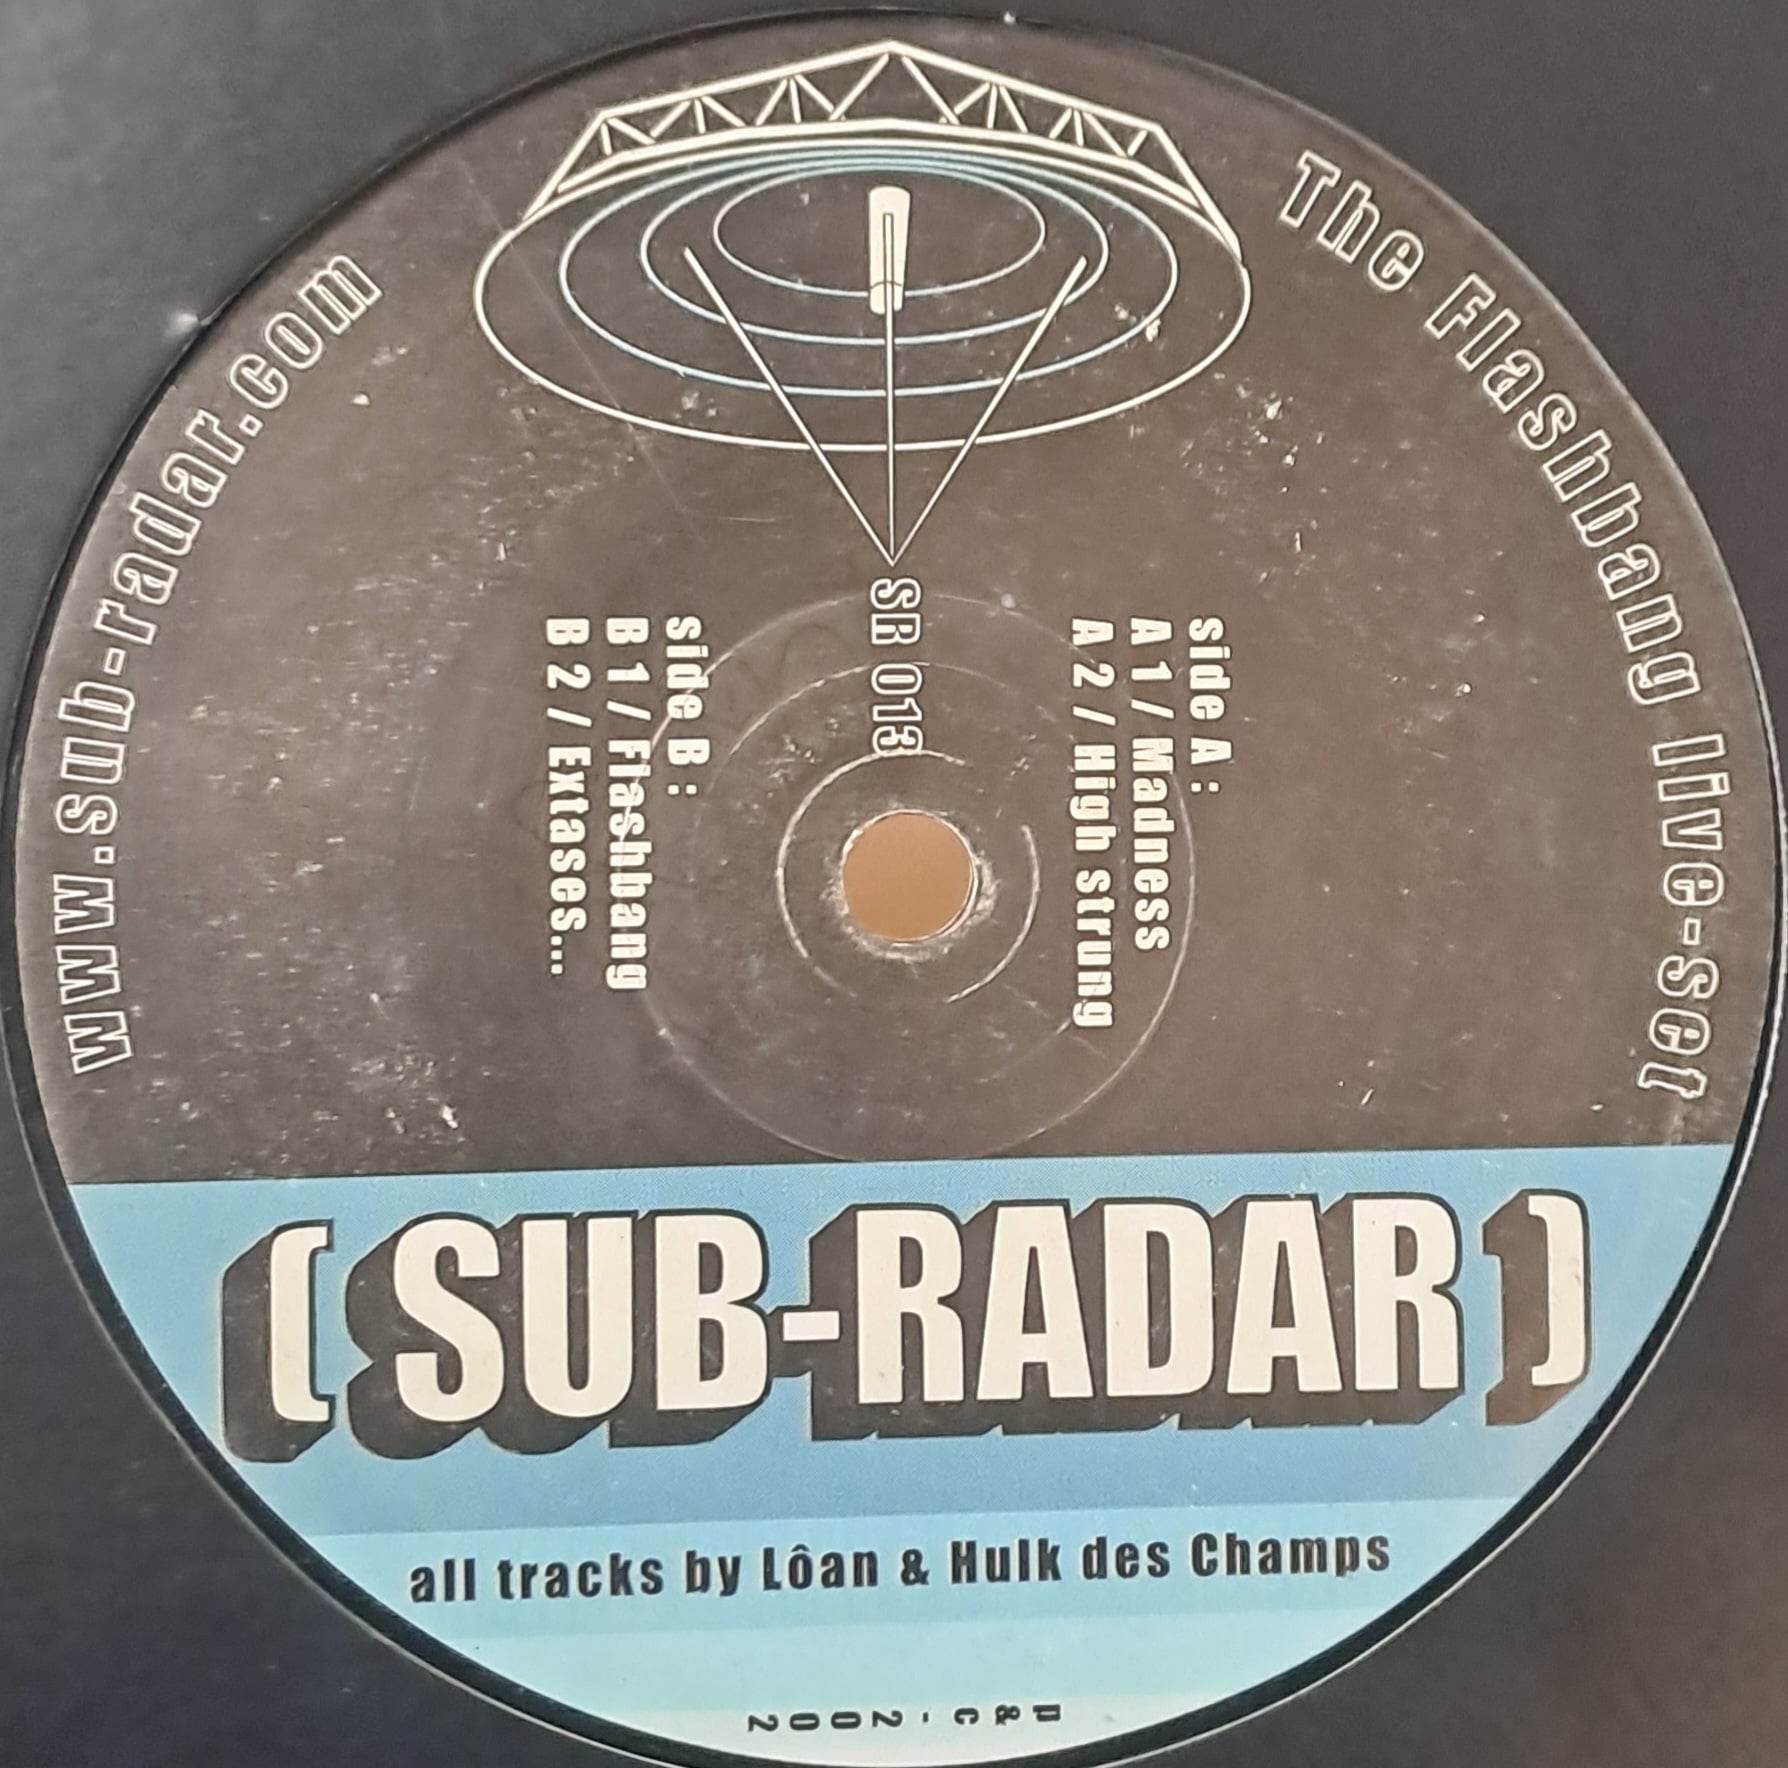 The Flashbang live-set
www.sub-radar.com
SR 013
side A :
A 1 / Madness
A 2 / High strung
side B :
B 1 / Flashbang
B 2 / Extases...
( SUB-RADAR )
all tracks by Lôan & Hulk des Champs
p & c - 2002